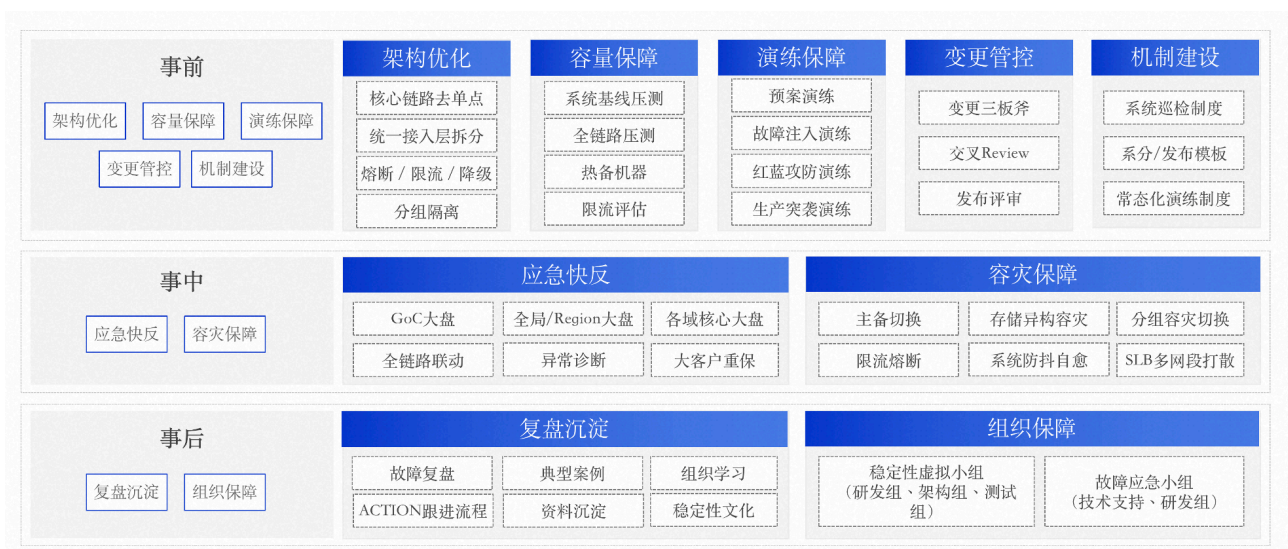 事前
架构优化
容量保障
演练保障
变更管控
机制建设
架构优化
核心链路去单点
统一接入层拆分
熔断 / 限流 / 降级
分组隔离
容量保障
系统基线压测
全链路压测
热备机器
限流评估
演练保障
预案演练
故障注入演练
红蓝攻防演练
生产突袭演练
变更管控
变更三板斧
交叉Review
发布评审
机制建设
系统巡检制度
系分/发布模板
常态化演练制度
事中
应急快反
容灾保障
应急快反
GoC大盘
全局/Region大盘
各域核心大盘
全链路联动
异常诊断
大客户重保
容灾保障
主备切换
存储异构容灾
分组容灾切换
限流熔断
系统防抖自愈
SLB多网段打散
事后
复盘沉淀
组织保障
复盘沉淀
故障复盘
典型案例
组织学习
ACTION跟进流程
资料沉淀
稳定性文化
组织保障
稳定性虚拟小组
（研发组、架构组、测试
组）
故障应急小组
（技术支持、研发组）